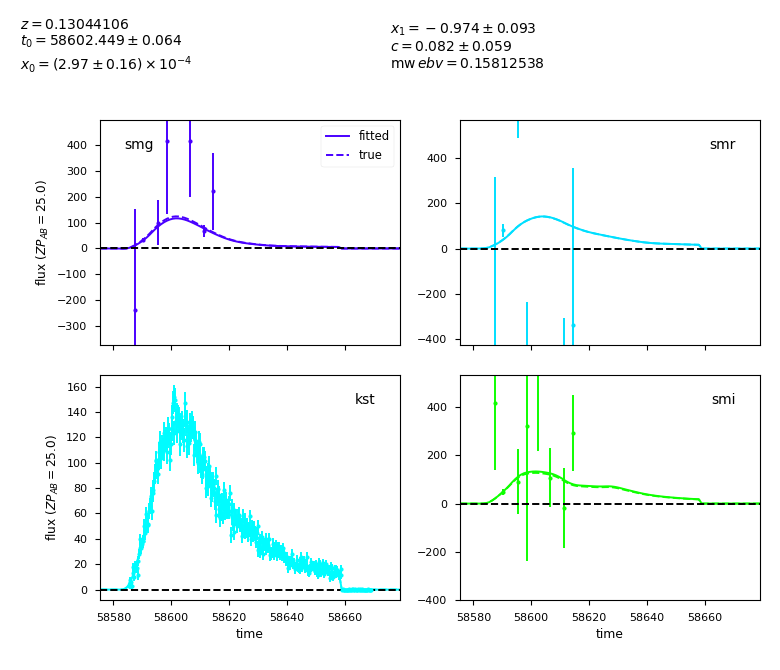 z = 0.13044106
t₀ = 58602.449 ± 0.064
x₀ = (2.97 ± 0.16) × 10⁻⁴
x₁ = −0.974 ± 0.093
c = 0.082 ± 0.059
mw ebv = 0.15812538
smg
fitted
true
400
300
200
100
0
−100
−200
−300
flux (ZP_AB = 25.0)
smr
400
200
0
−200
−400
kst
160
140
120
100
80
60
40
20
0
flux (ZP_AB = 25.0)
58580 58600 58620 58640 58660
time
smi
400
200
0
−200
−400
58580 58600 58620 58640 58660
time